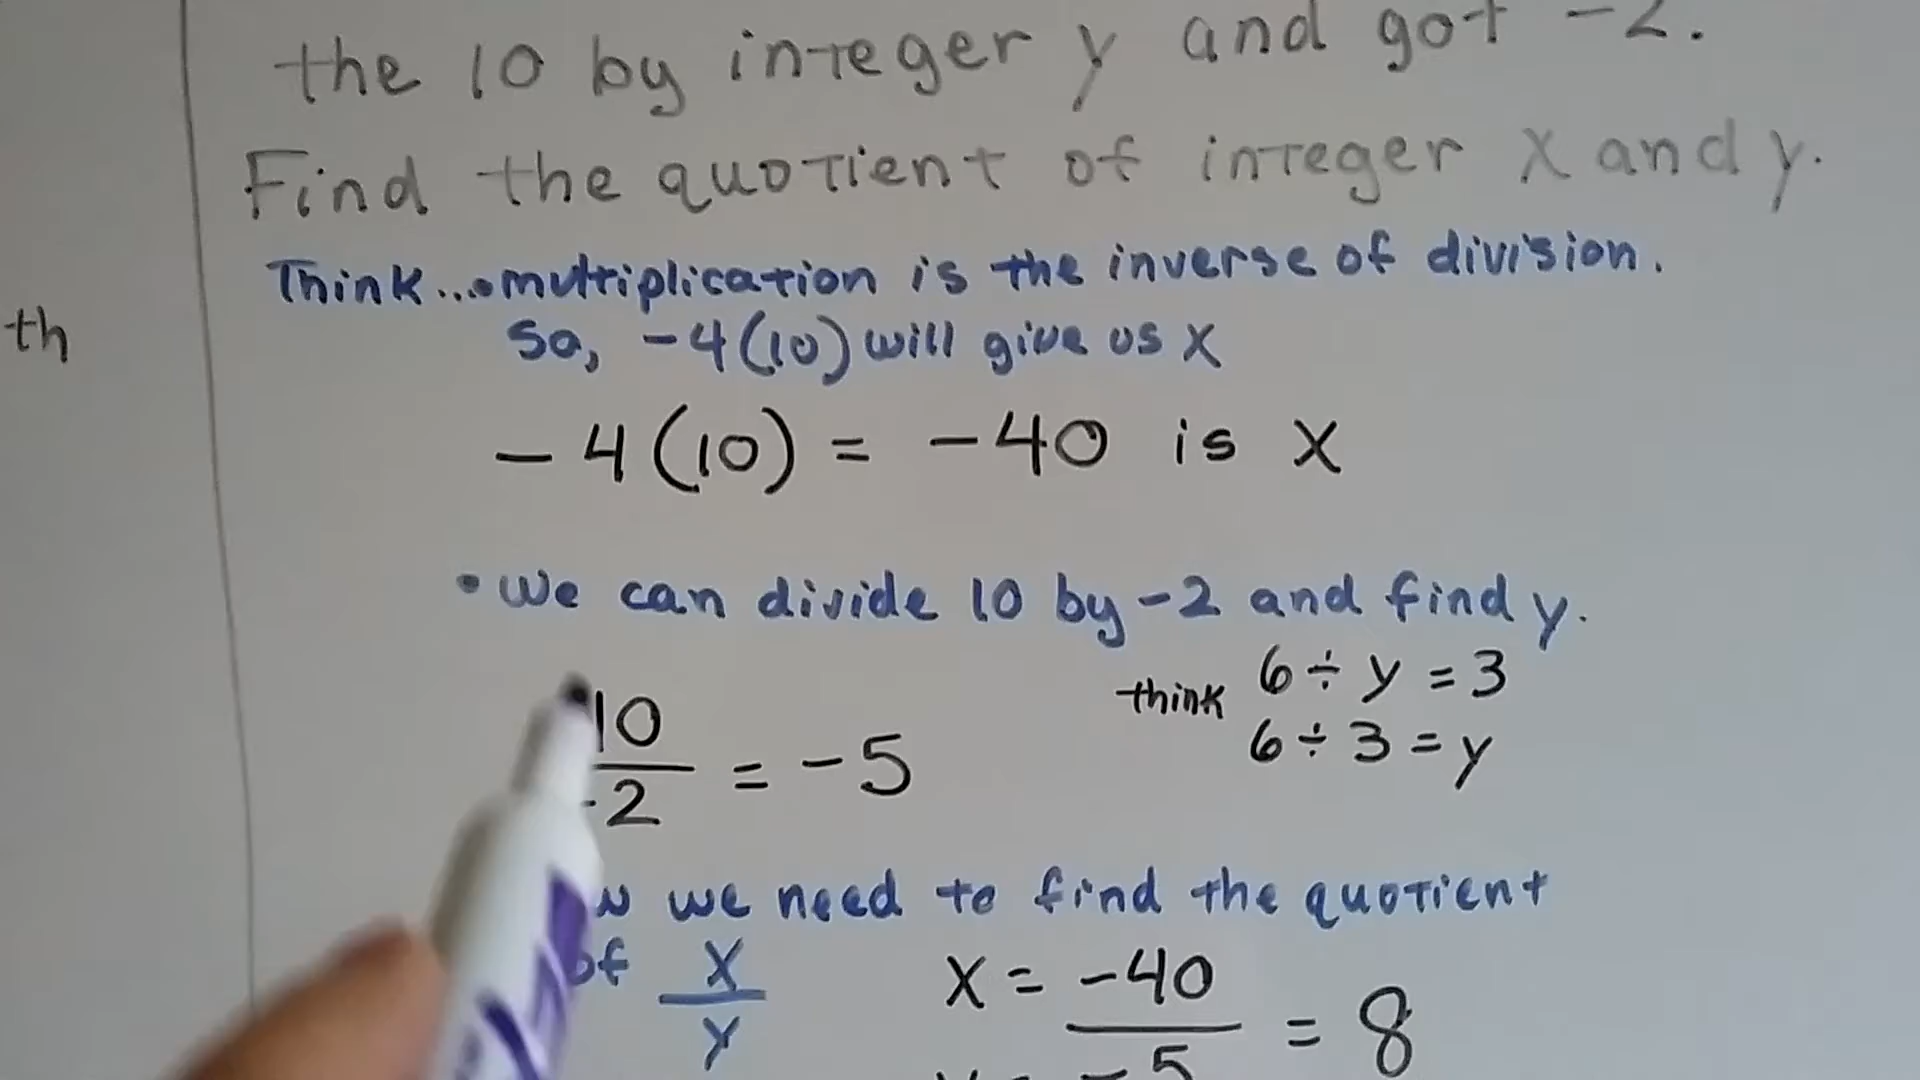 the 10 by integer y and got -2.
Find the quotient of integer x and y.
Think... multiplication is the inverse of division.
So, -4(10) will give us x
th
-4(10) = -40 is x
• We can divide 10 by -2 and find y.
think 6 ÷ y = 3
6 ÷ 3 = y
10
-2
= -5
we need to find the quotient
of x
y
x = -40
-5
= 8